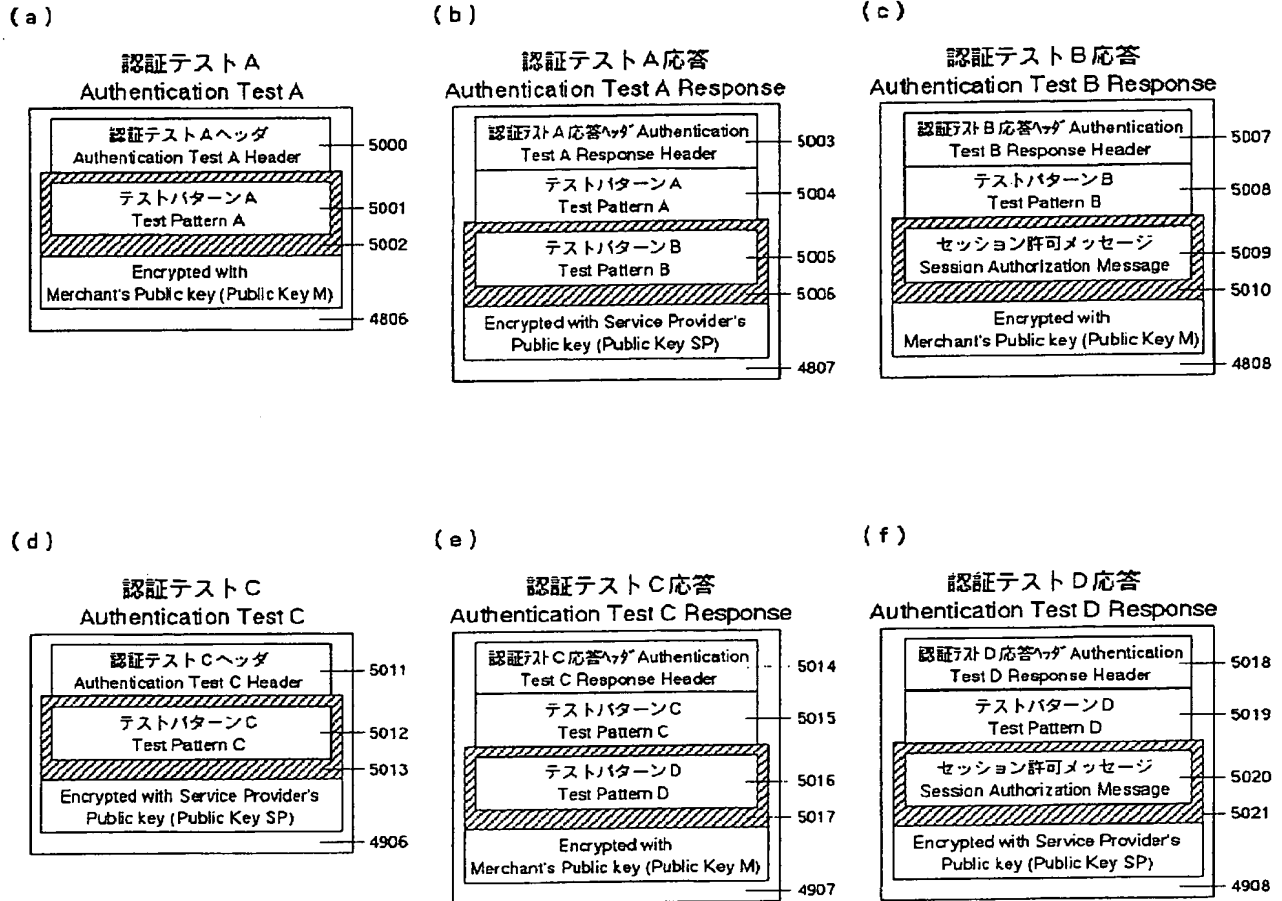 (a)
認証テストA
Authentication Test A
認証テストAヘッダ
Authentication Test A Header
5000
テストパターンA
Test Pattern A
5001
5002
Encrypted with
Merchant's Public key (Public Key M)
4806
(b)
認証テストA応答
Authentication Test A Response
認証ﾃｽﾄA応答ﾍｯﾀﾞ Authentication
Test A Response Header
5003
テストパターンA
Test Pattern A
5004
テストパターンB
Test Pattern B
5005
5006
Encrypted with Service Provider's
Public key (Public Key SP)
4807
(c)
認証テストB応答
Authentication Test B Response
認証ﾃｽﾄB応答ﾍｯﾀﾞ Authentication
Test B Response Header
5007
テストパターンB
Test Pattern B
5008
セッション許可メッセージ
Session Authorization Message
5009
5010
Encrypted with
Merchant's Public key (Public Key M)
4808
(d)
認証テストC
Authentication Test C
認証テストCヘッダ
Authentication Test C Header
5011
テストパターンC
Test Pattern C
5012
5013
Encrypted with Service Provider's
Public key (Public Key SP)
4906
(e)
認証テストC応答
Authentication Test C Response
認証ﾃｽﾄC応答ﾍｯﾀﾞ Authentication
Test C Response Header
5014
テストパターンC
Test Pattern C
5015
テストパターンD
Test Pattern D
5016
5017
Encrypted with
Merchant's Public key (Public Key M)
4907
(f)
認証テストD応答
Authentication Test D Response
認証ﾃｽﾄD応答ﾍｯﾀﾞ Authentication
Test D Response Header
5018
テストパターンD
Test Pattern D
5019
セッション許可メッセージ
Session Authorization Message
5020
5021
Encrypted with Service Provider's
Public key (Public Key SP)
4908